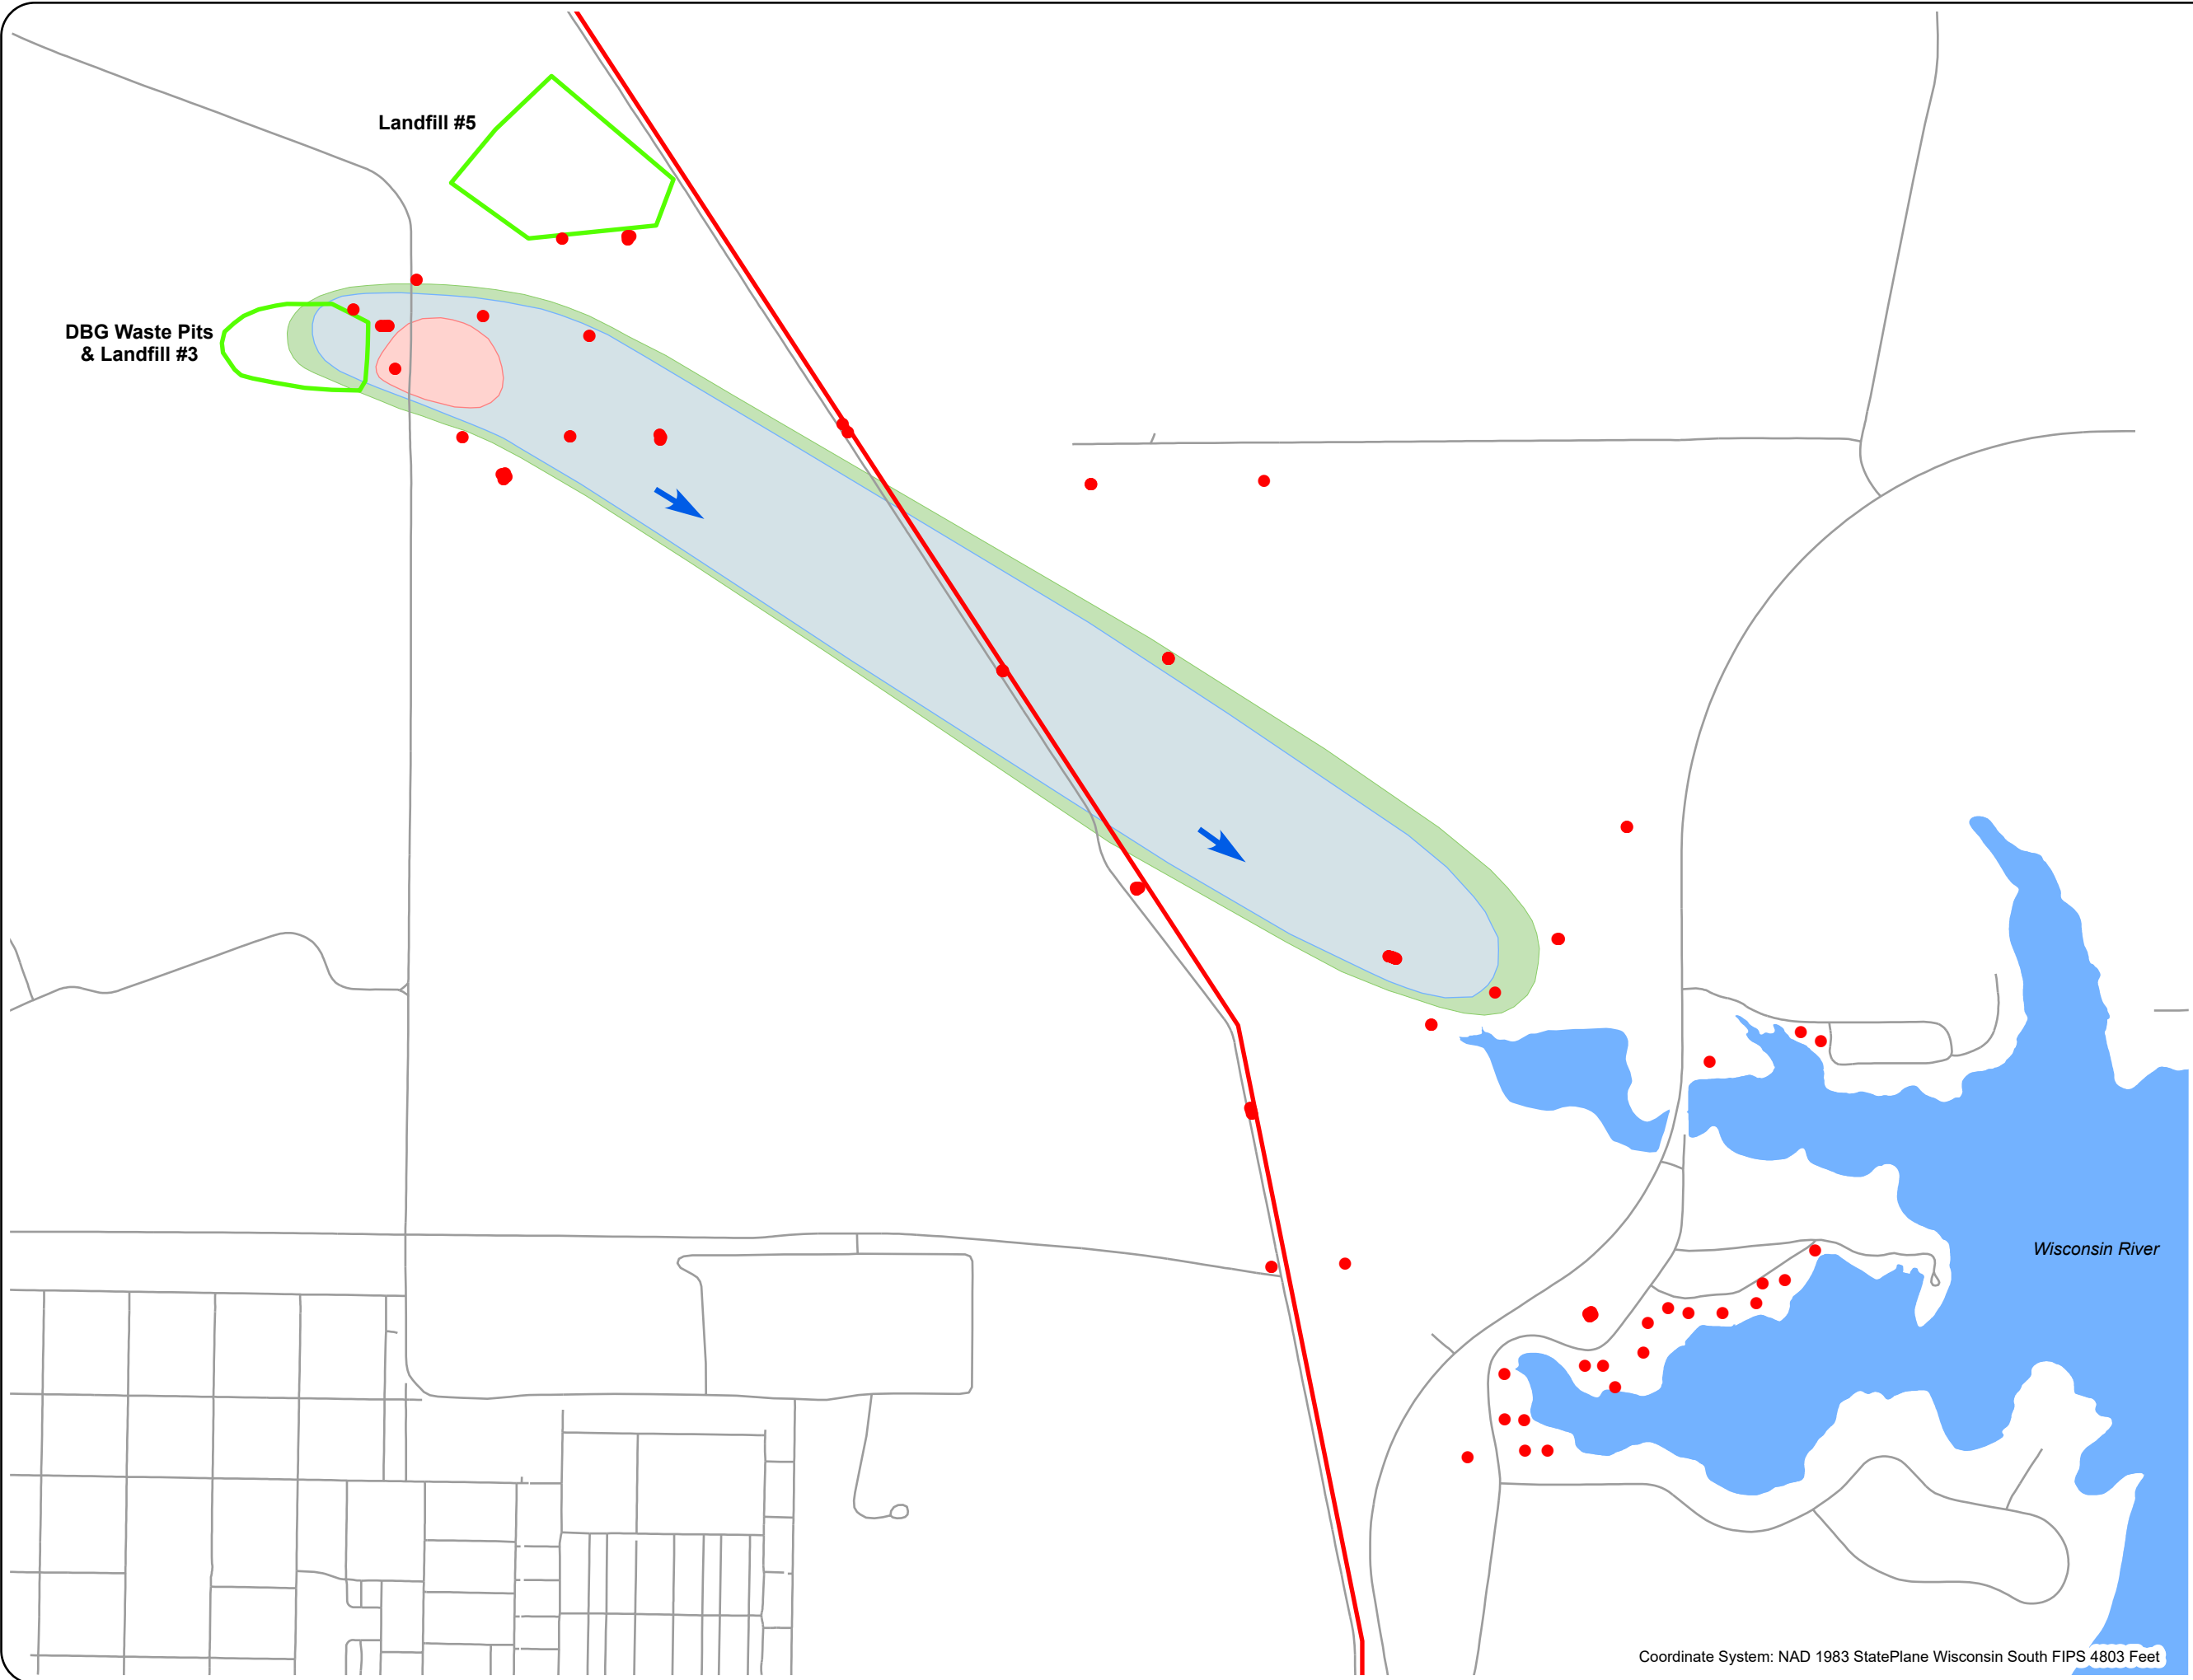 Landfill #5
DBG Waste Pits
& Landfill #3
Wisconsin River
Coordinate System: NAD 1983 StatePlane Wisconsin South FIPS 4803 Feet